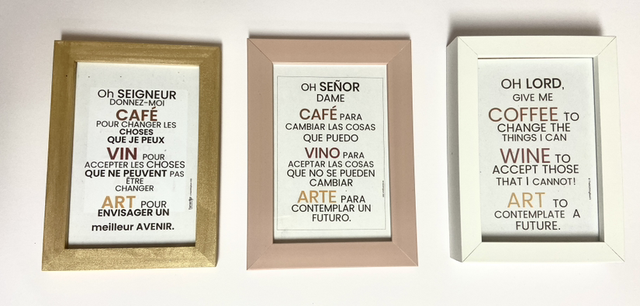 Oh SEIGNEUR
DONNEZ-MOI
CAFÉ
POUR CHANGER LES
CHOSES
QUE JE PEUX
VIN POUR
ACCEPTER LES CHOSES
QUE NE PEUVENT PAS
ÊTRE
CHANGER
ART POUR
ENVISAGER UN
meilleur AVENIR.
OH SEÑOR
DAME
CAFÉ PARA
CAMBIAR LAS COSAS
QUE PUEDO
VINO PARA
ACEPTAR LAS COSAS
QUE NO SE PUEDEN
CAMBIAR
ARTE PARA
CONTEMPLAR UN
FUTURO.
OH LORD,
GIVE ME
COFFEE TO
CHANGE THE
THINGS I CAN
WINE TO
ACCEPT THOSE
THAT I CANNOT!
ART TO
CONTEMPLATE A
FUTURE.